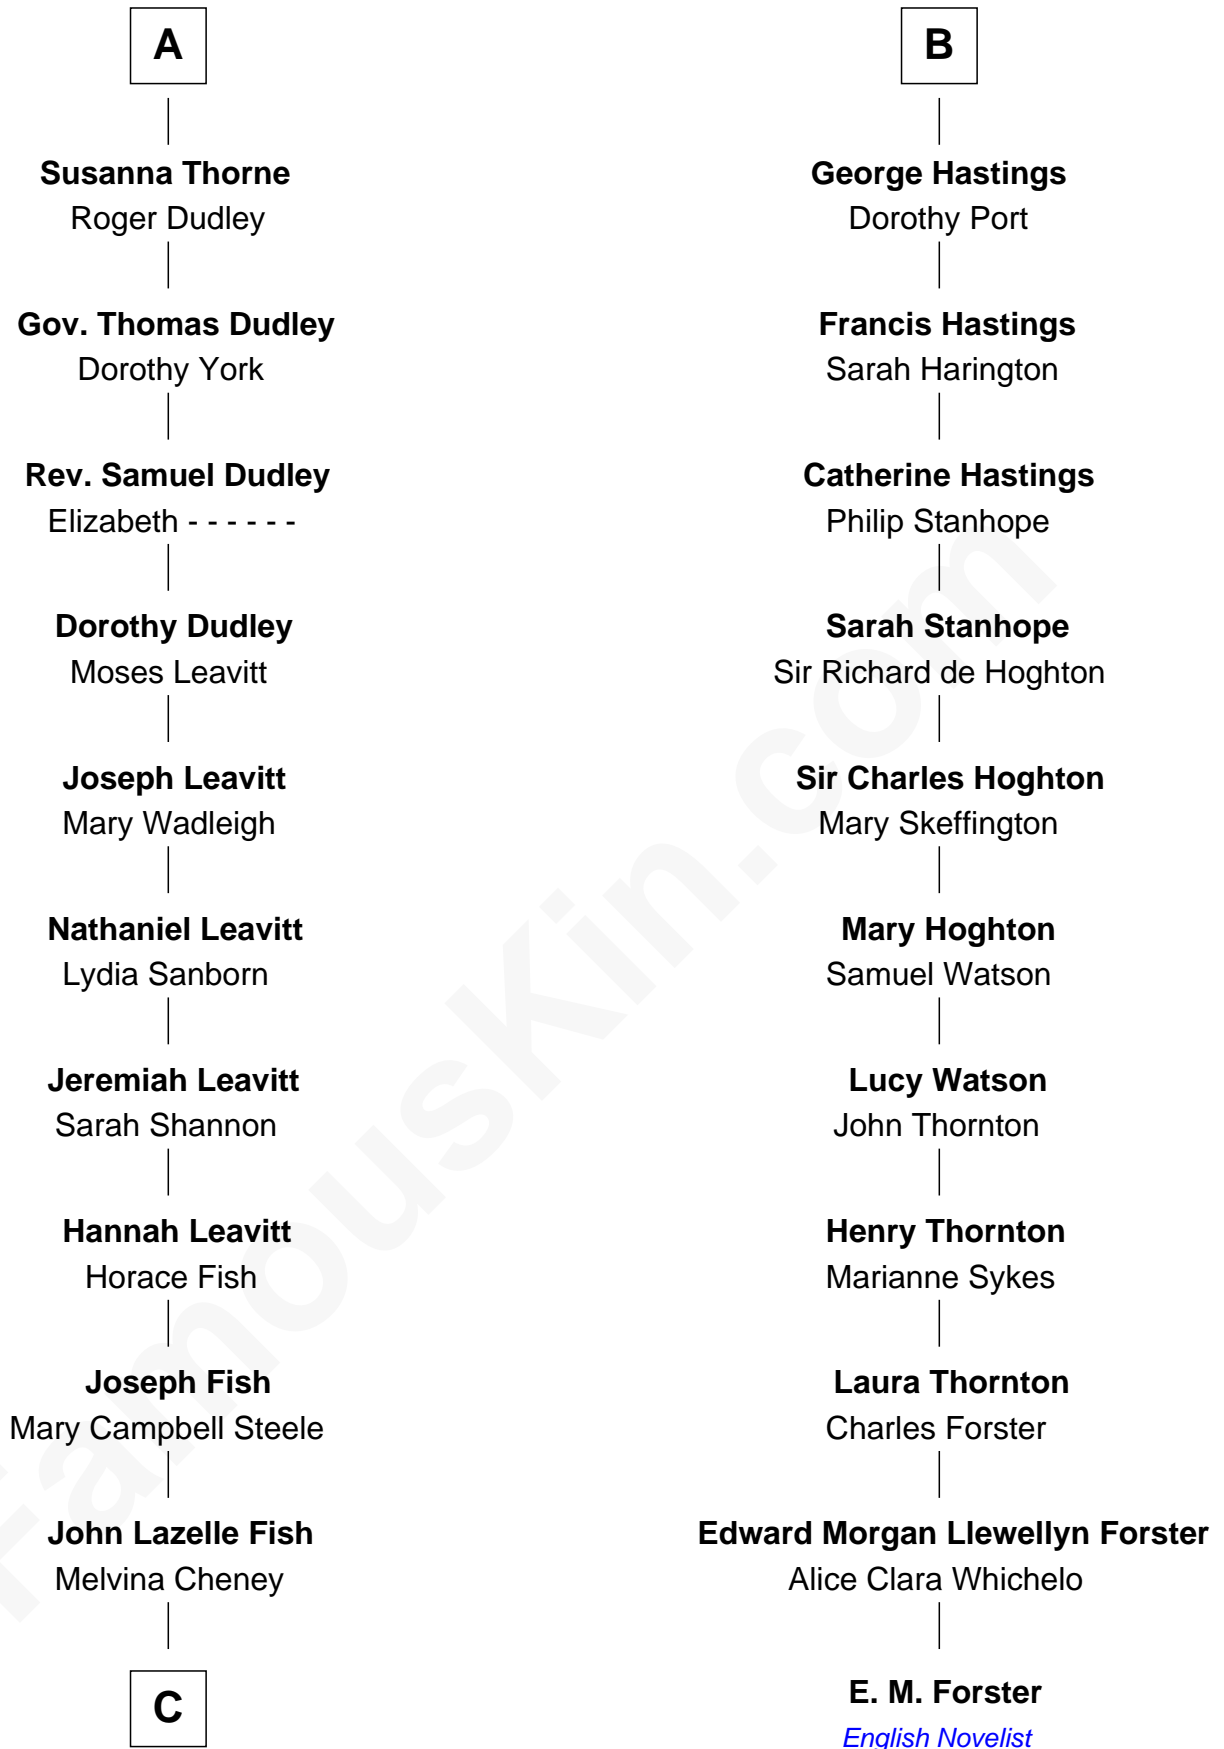 A
Susanna Thorne
Roger Dudley
Gov. Thomas Dudley
Dorothy York
Rev. Samuel Dudley
Elizabeth - - - - - -
Dorothy Dudley
Moses Leavitt
Joseph Leavitt
Mary Wadleigh
Nathaniel Leavitt
Lydia Sanborn
Jeremiah Leavitt
Sarah Shannon
Hannah Leavitt
Horace Fish
Joseph Fish
Mary Campbell Steele
John Lazelle Fish
Melvina Cheney
C
B
George Hastings
Dorothy Port
Francis Hastings
Sarah Harington
Catherine Hastings
Philip Stanhope
Sarah Stanhope
Sir Richard de Hoghton
Sir Charles Hoghton
Mary Skeffington
Mary Hoghton
Samuel Watson
Lucy Watson
John Thornton
Henry Thornton
Marianne Sykes
Laura Thornton
Charles Forster
Edward Morgan Llewellyn Forster
Alice Clara Whichelo
E. M. Forster
English Novelist
FamousKin.com